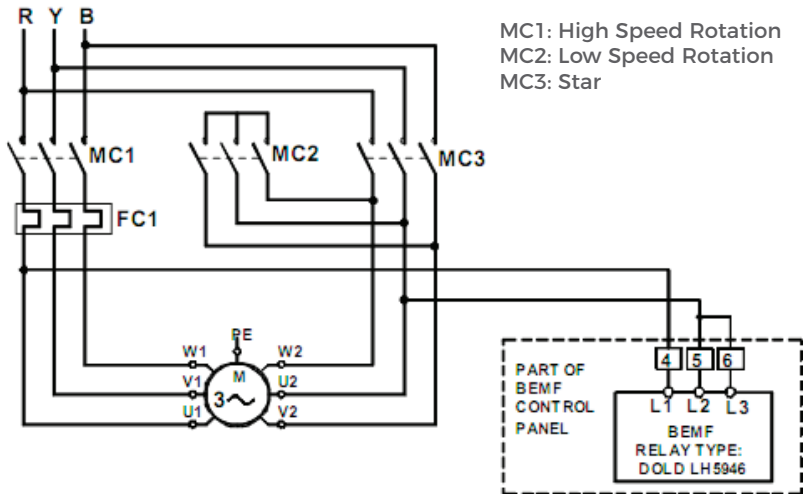 R Y B
MC1: High Speed Rotation
MC2: Low Speed Rotation
MC3: Star
MC1
MC2
MC3
FC1
PE
W1
W2
M
V1
3~
U2
U1
V2
PART OF
BEMF
CONTROL
PANEL
4 5 6
L1 L2 L3
BEMF
RELAY TYPE:
DOLD LH5946